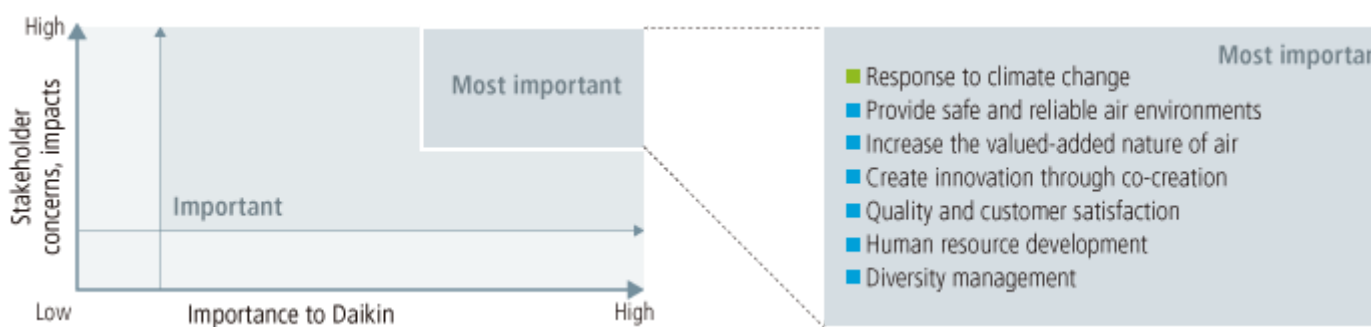 High
Stakeholder
concerns, impacts
Most important
Important
Low
Importance to Daikin
High
Most importan
Response to climate change
Provide safe and reliable air environments
Increase the valued-added nature of air
Create innovation through co-creation
Quality and customer satisfaction
Human resource development
Diversity management